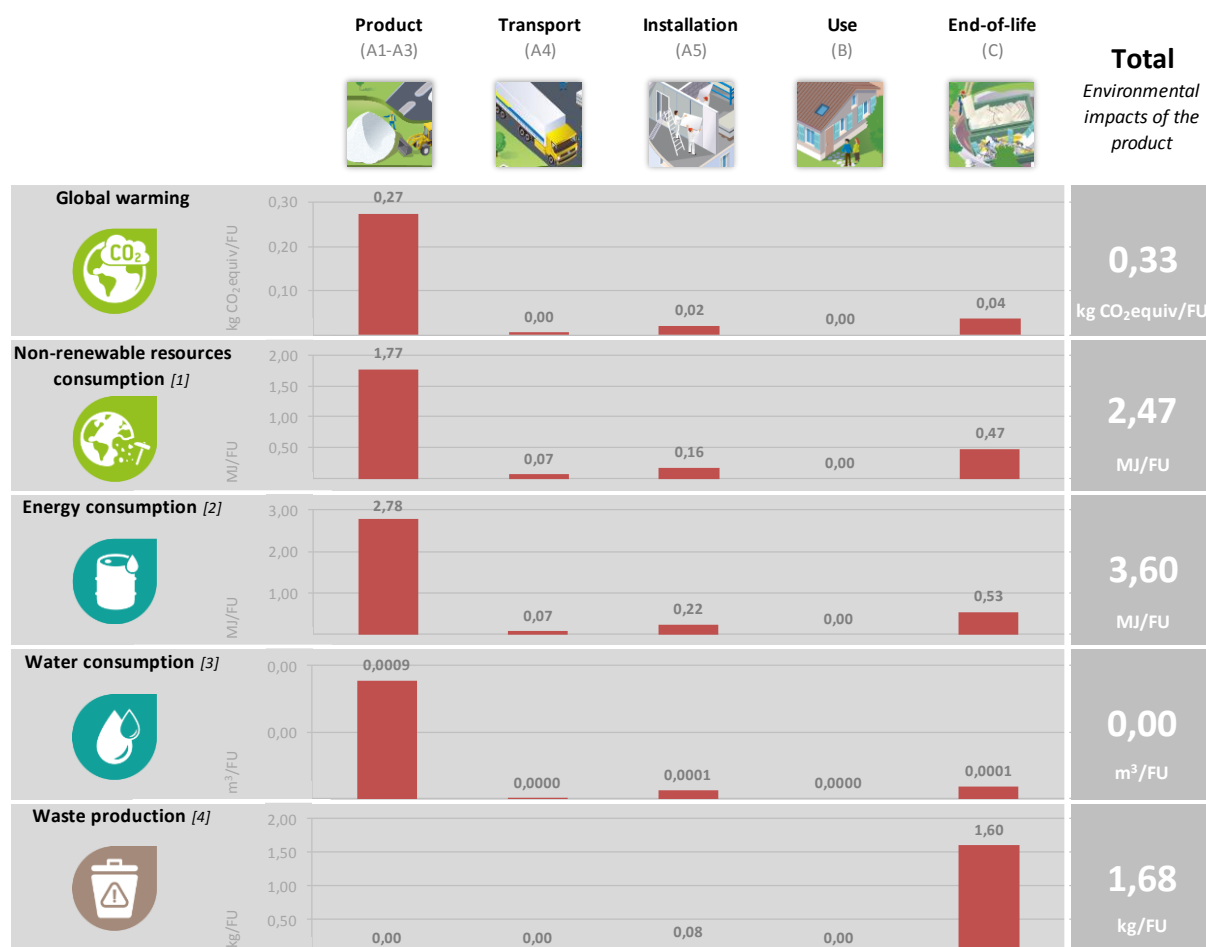 Product
(A1-A3)
Transport
(A4)
Installation
(A5)
Use
(B)
End-of-life
(C)
Total
Environmental
impacts of the
product
Global warming
CO2
kg CO2equiv/FU
0,30
0,20
0,10
0,27
0,00
0,02
0,00
0,04
0,33
kg CO2equiv/FU
Non-renewable resources
consumption [1]
MJ/FU
2,00
1,50
1,00
0,50
1,77
0,07
0,16
0,00
0,47
2,47
MJ/FU
Energy consumption [2]
MJ/FU
3,00
2,00
1,00
2,78
0,07
0,22
0,00
0,53
3,60
MJ/FU
Water consumption [3]
m³/FU
0,00
0,00
0,0009
0,0000
0,0001
0,0000
0,0001
0,00
m³/FU
Waste production [4]
kg/FU
2,00
1,50
1,00
0,50
0,00
0,00
0,08
0,00
1,60
1,68
kg/FU